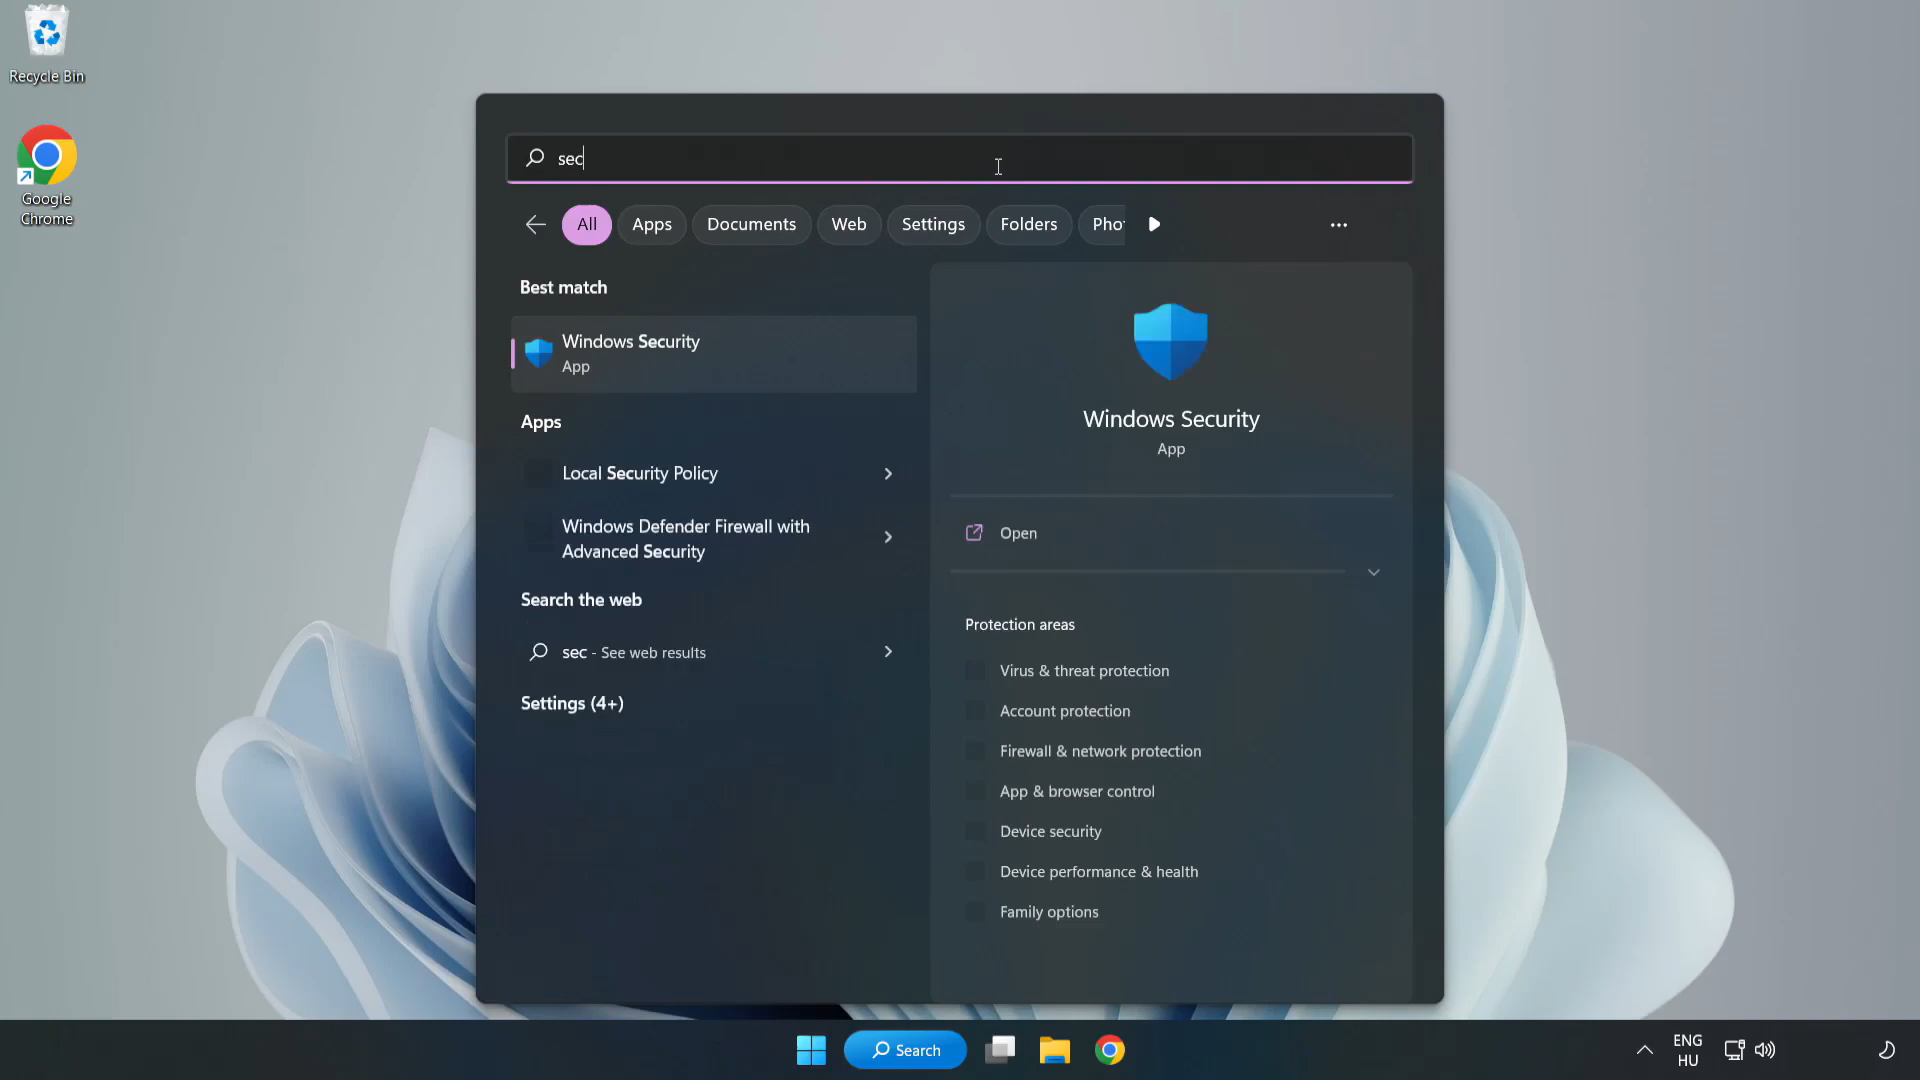 Recycle Bin
Google
Chrome
sec
All
Apps
Documents
Web
Settings
Folders
Pho
Best match
Windows Security
App
Apps
Local Security Policy
Windows Defender Firewall with
Advanced Security
Search the web
sec - See web results
Settings (4+)
Windows Security
App
Open
Protection areas
Virus & threat protection
Account protection
Firewall & network protection
App & browser control
Device security
Device performance & health
Family options
Search
ENG
HU